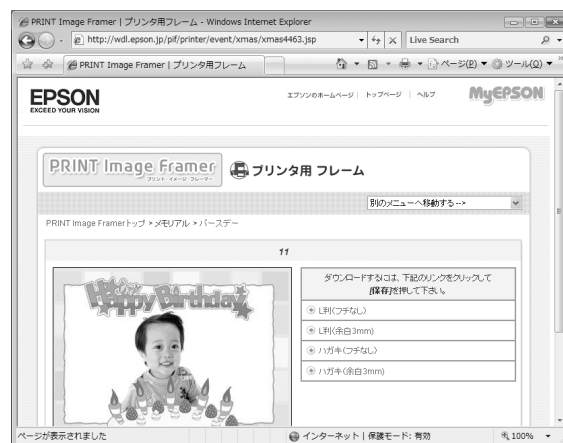 PRINT Image Framer | プリンタ用フレーム - Windows Internet Explorer
http://wdl.epson.jp/pif/printer/event/xmas/xmas4463.jsp
Live Search
PRINT Image Framer | プリンタ用フレーム
ページ(P)
ツール(O)
EPSON
EXCEED YOUR VISION
エプソンのホームページ | トップページ | ヘルプ
MyEPSON
PRINT Image Framer
プリント・イメージ・フレーマー
プリンタ用 フレーム
別のメニューへ移動する-->
PRINT Image Framerトップ > メモリアル > バースデー
11
Happy Birthday
ダウンロードするには、下記のリンクをクリックして
[保存]を押して下さい。
L判(フチなし)
L判(余白3mm)
ハガキ(フチなし)
ハガキ(余白3mm)
ページが表示されました
インターネット | 保護モード: 有効
100%